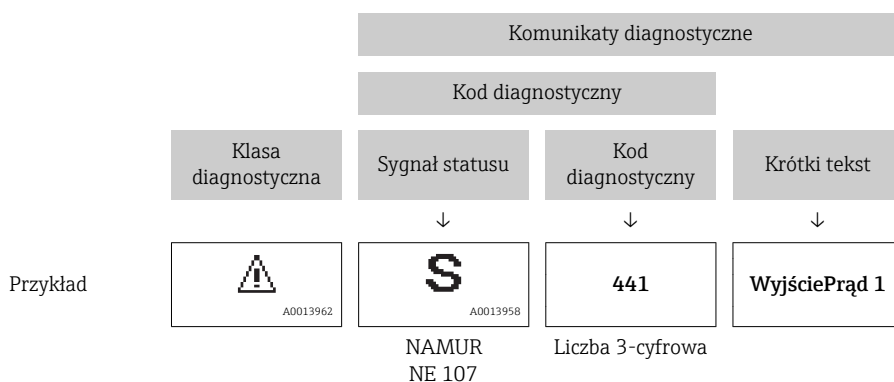 Komunikaty diagnostyczne
Kod diagnostyczny
Klasa
diagnostyczna
Sygnał statusu
Kod
diagnostyczny
Krótki tekst
↓
↓
↓
Przykład
A0013962
S
A0013958
441
WyjściePrąd 1
NAMUR
NE 107
Liczba 3-cyfrowa